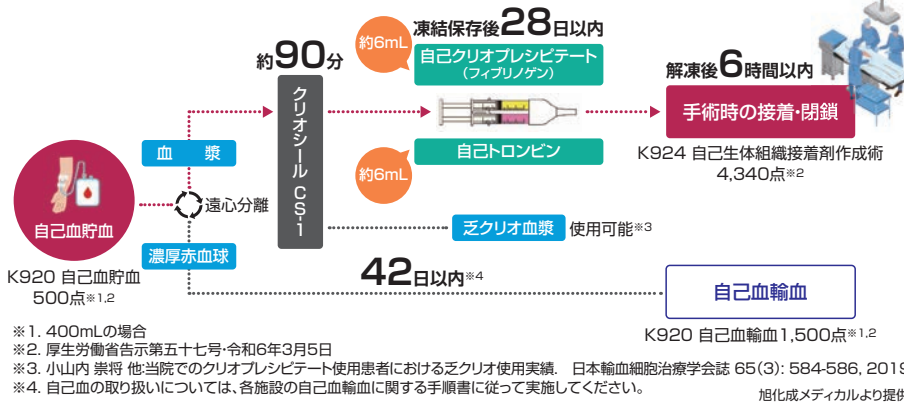 凍結保存後28日以内
約6mL
自己クリオプレシピテート
(フィブリノゲン)
約90分
クリオシール CS-1
解凍後6時間以内
手術時の接着・閉鎖
K924 自己生体組織接着剤作成術
4,340点※2
血 漿
自己トロンビン
約6mL
自己血貯血
遠心分離
乏クリオ血漿 使用可能※3
濃厚赤血球
42日以内※4
自己血輸血
K920 自己血貯血
500点※1,2
K920 自己血輸血1,500点※1,2
※1. 400mLの場合
※2. 厚生労働省告示第五十七号・令和6年3月5日
※3. 小山内 崇将 他:当院でのクリオプレシピテート使用患者における乏クリオ使用実績. 日本輸血細胞治療学会誌 65(3): 584-586, 2019
※4. 自己血の取り扱いについては、各施設の自己血輸血に関する手順書に従って実施してください。
旭化成メディカルより提供